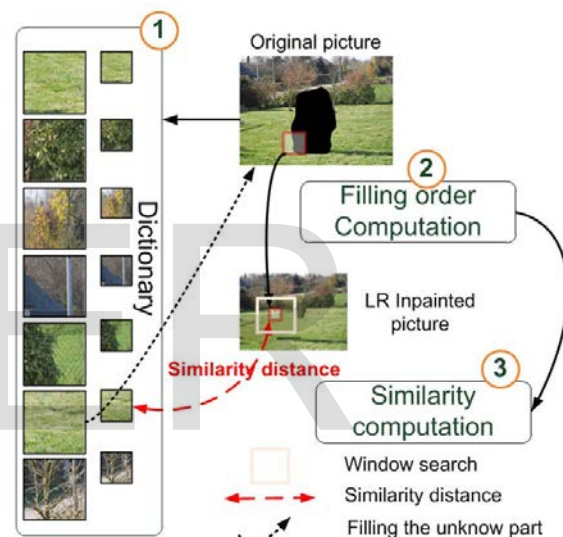 1
Original picture
Dictionary
2
Filling order
Computation
LR Inpainted
picture
Similarity distance
3
Similarity
computation
Window search
Similarity distance
Filling the unknow part